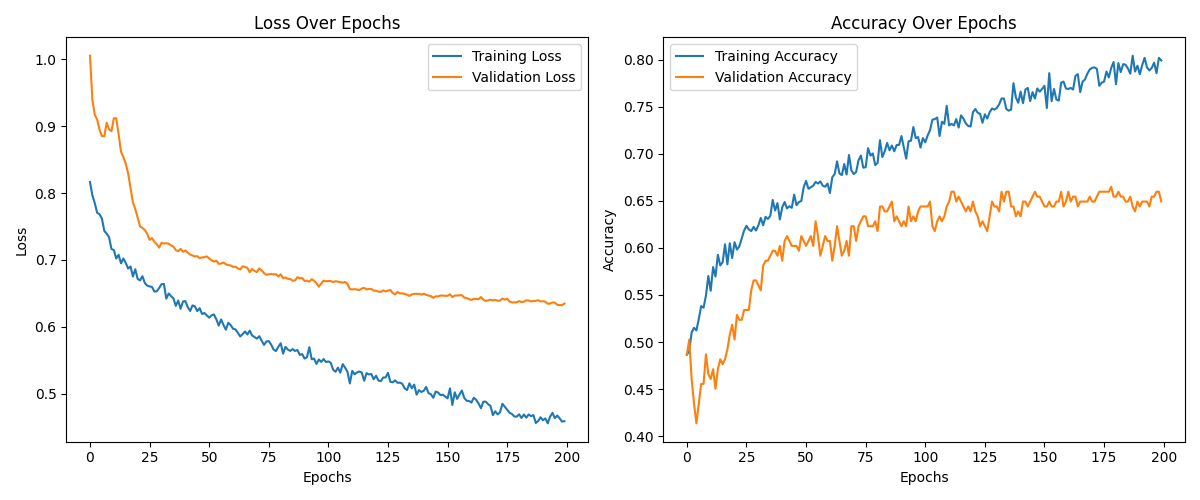 Loss Over Epochs
Training Loss
Validation Loss
1.0
0.9
0.8
0.7
0.6
0.5
Loss
0 25 50 75 100 125 150 175 200
Epochs
Accuracy Over Epochs
Training Accuracy
Validation Accuracy
0.80
0.75
0.70
0.65
0.60
0.55
0.50
0.45
0.40
Accuracy
0 25 50 75 100 125 150 175 200
Epochs